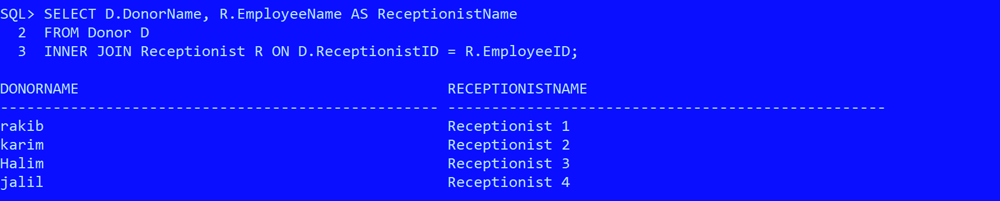 SQL> SELECT D.DonorName, R.EmployeeName AS ReceptionistName
2 FROM Donor D
3 INNER JOIN Receptionist R ON D.ReceptionistID = R.EmployeeID;
DONORNAME RECEPTIONISTNAME
-------------------------------------------------- --------------------------------------------------
rakib Receptionist 1
karim Receptionist 2
Halim Receptionist 3
jalil Receptionist 4